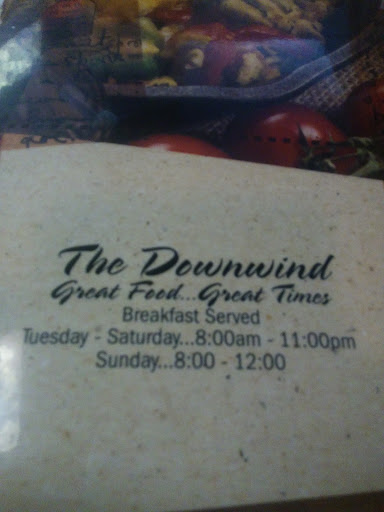 The Downwind
Great Food...Great Times
Breakfast Served
Tuesday - Saturday...8:00am - 11:00pm
Sunday...8:00 - 12:00